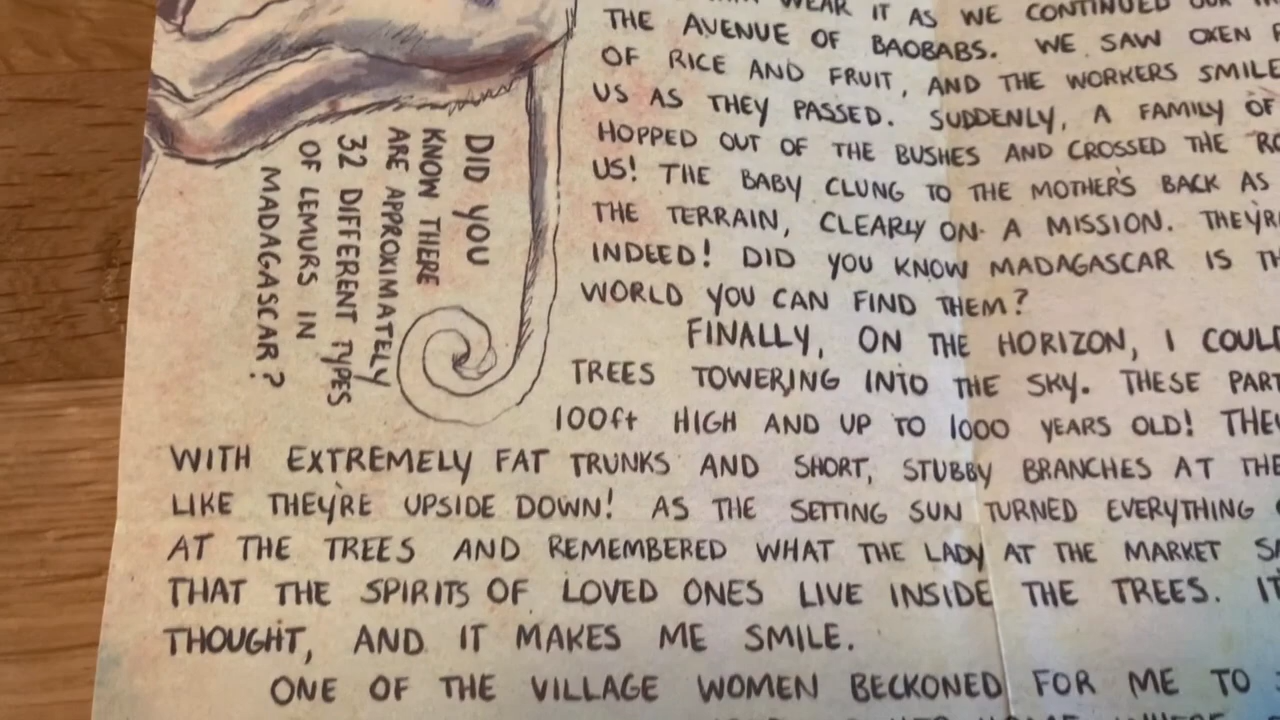 WEAR IT AS WE CONTINUED OUR
THE AVENUE OF BAOBABS. WE SAW OXEN
OF RICE AND FRUIT, AND THE WORKERS SMILE
US AS THEY PASSED. SUDDENLY, A FAMILY OF
HOPPED OUT OF THE BUSHES AND CROSSED THE
US! THE BABY CLUNG TO THE MOTHER'S BACK AS
THE TERRAIN, CLEARLY ON A MISSION.
INDEED! DID YOU KNOW MADAGASCAR IS
WORLD YOU CAN FIND THEM?
FINALLY, ON THE HORIZON, I COULD
TREES TOWERING INTO THE SKY. THESE
100ft HIGH AND UP TO 1000 YEARS OLD!
WITH EXTREMELY FAT TRUNKS AND SHORT, STUBBY BRANCHES AT THE
LIKE THEY'RE UPSIDE DOWN! AS THE SETTING SUN TURNED EVERYTHING
AT THE TREES AND REMEMBERED WHAT THE LADY AT THE MARKET
THAT THE SPIRITS OF LOVED ONES LIVE INSIDE THE TREES.
THOUGHT, AND IT MAKES ME SMILE.
ONE OF THE VILLAGE WOMEN BECKONED FOR ME TO
DID YOU
KNOW THERE
ARE APPROXIMATELY
32 DIFFERENT TYPES
OF LEMURS IN
MADAGASCAR?